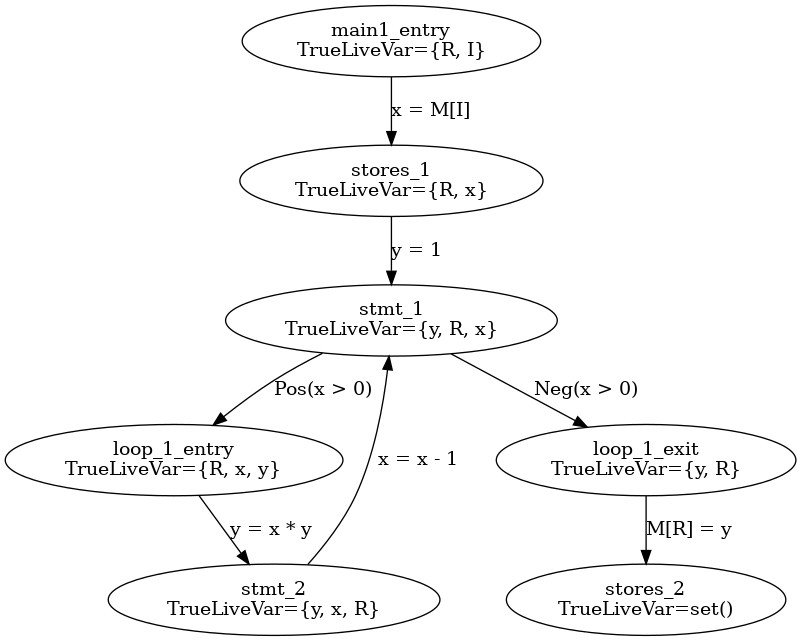 main1_entry
TrueLiveVar={R, I}
x = M[I]
stores_1
TrueLiveVar={R, x}
y = 1
stmt_1
TrueLiveVar={y, R, x}
Pos(x > 0)
Neg(x > 0)
loop_1_entry
TrueLiveVar={R, x, y}
x = x - 1
loop_1_exit
TrueLiveVar={y, R}
y = x * y
M[R] = y
stmt_2
TrueLiveVar={y, x, R}
stores_2
TrueLiveVar=set()